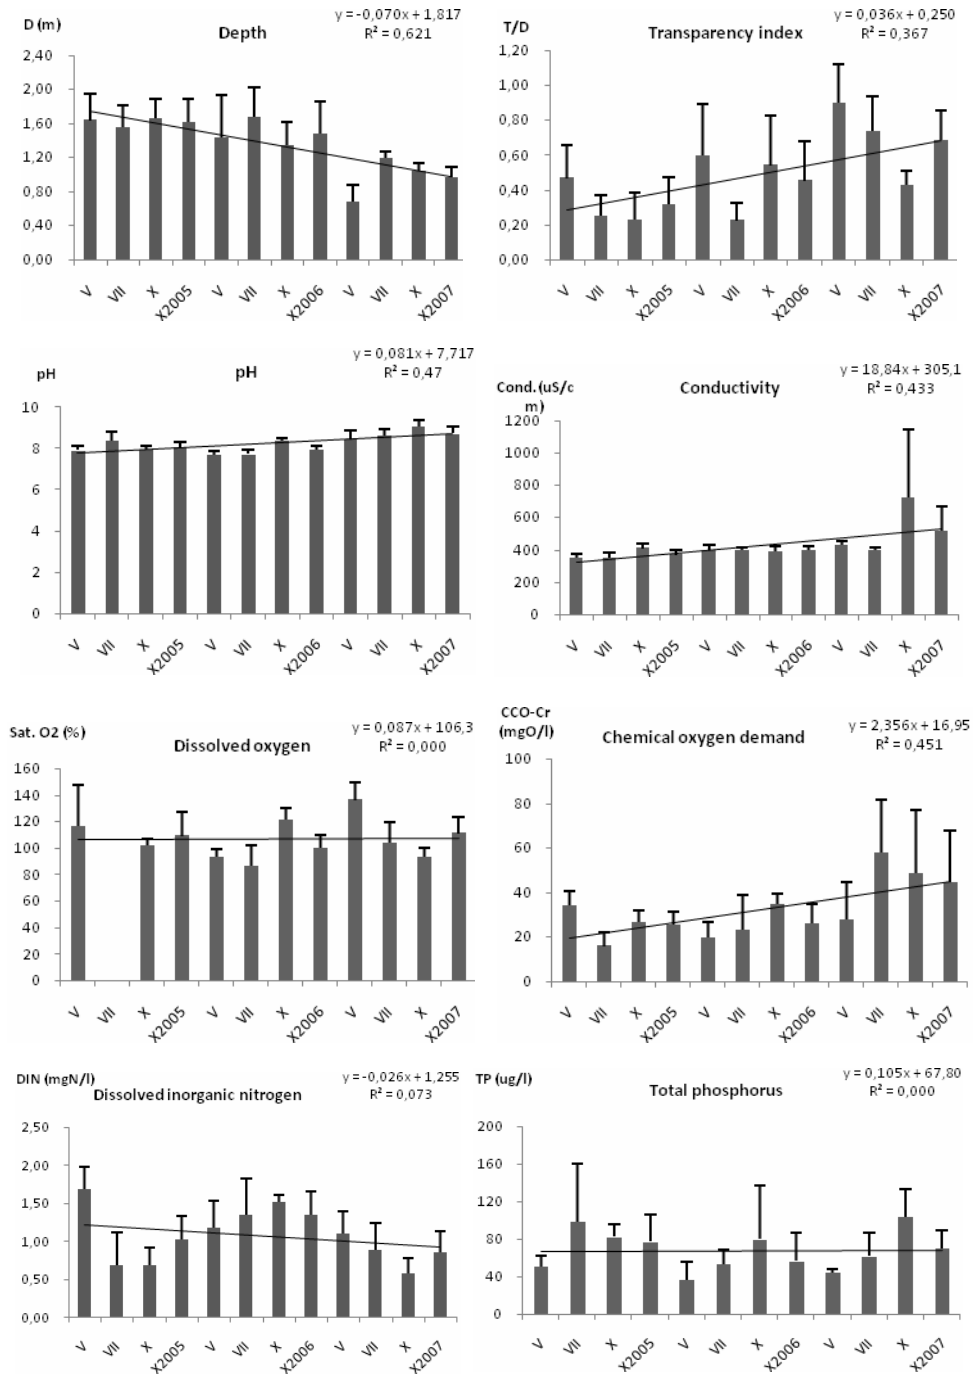 D (m)
Depth
y = -0,070x + 1,817
R² = 0,621
2,40
2,00
1,60
1,20
0,80
0,40
0,00
V
VII
X
X2005
V
VII
X
X2006
V
VII
X
X2007
T/D
Transparency index
y = 0,036x + 0,250
R² = 0,367
1,20
1,00
0,80
0,60
0,40
0,20
0,00
V
VII
X
X2005
V
VII
X
X2006
V
VII
X
X2007
pH
pH
y = 0,081x + 7,717
R² = 0,47
10
8
6
4
2
0
V
VII
X
X2005
V
VII
X
X2006
V
VII
X
X2007
Cond. (uS/c
m)
Conductivity
y = 18,84x + 305,1
R² = 0,433
1200
1000
800
600
400
200
0
V
VII
X
X2005
V
VII
X
X2006
V
VII
X
X2007
Sat. O2 (%)
Dissolved oxygen
y = 0,087x + 106,3
R² = 0,000
160
140
120
100
80
60
40
20
0
V
VII
X
X2005
V
VII
X
X2006
V
VII
X
X2007
CCO-Cr
(mgO/l)
Chemical oxygen demand
y = 2,356x + 16,95
R² = 0,451
100
80
60
40
20
0
V
VII
X
X2005
V
VII
X
X2006
V
VII
X
X2007
DIN (mgN/l)
Dissolved inorganic nitrogen
y = -0,026x + 1,255
R² = 0,073
2,50
2,00
1,50
1,00
0,50
0,00
V
VII
X
X2005
V
VII
X
X2006
V
VII
X
X2007
TP (ug/l)
Total phosphorus
y = 0,105x + 67,80
R² = 0,000
200
160
120
80
40
0
V
VII
X
X2005
V
VII
X
X2006
V
VII
X
X2007